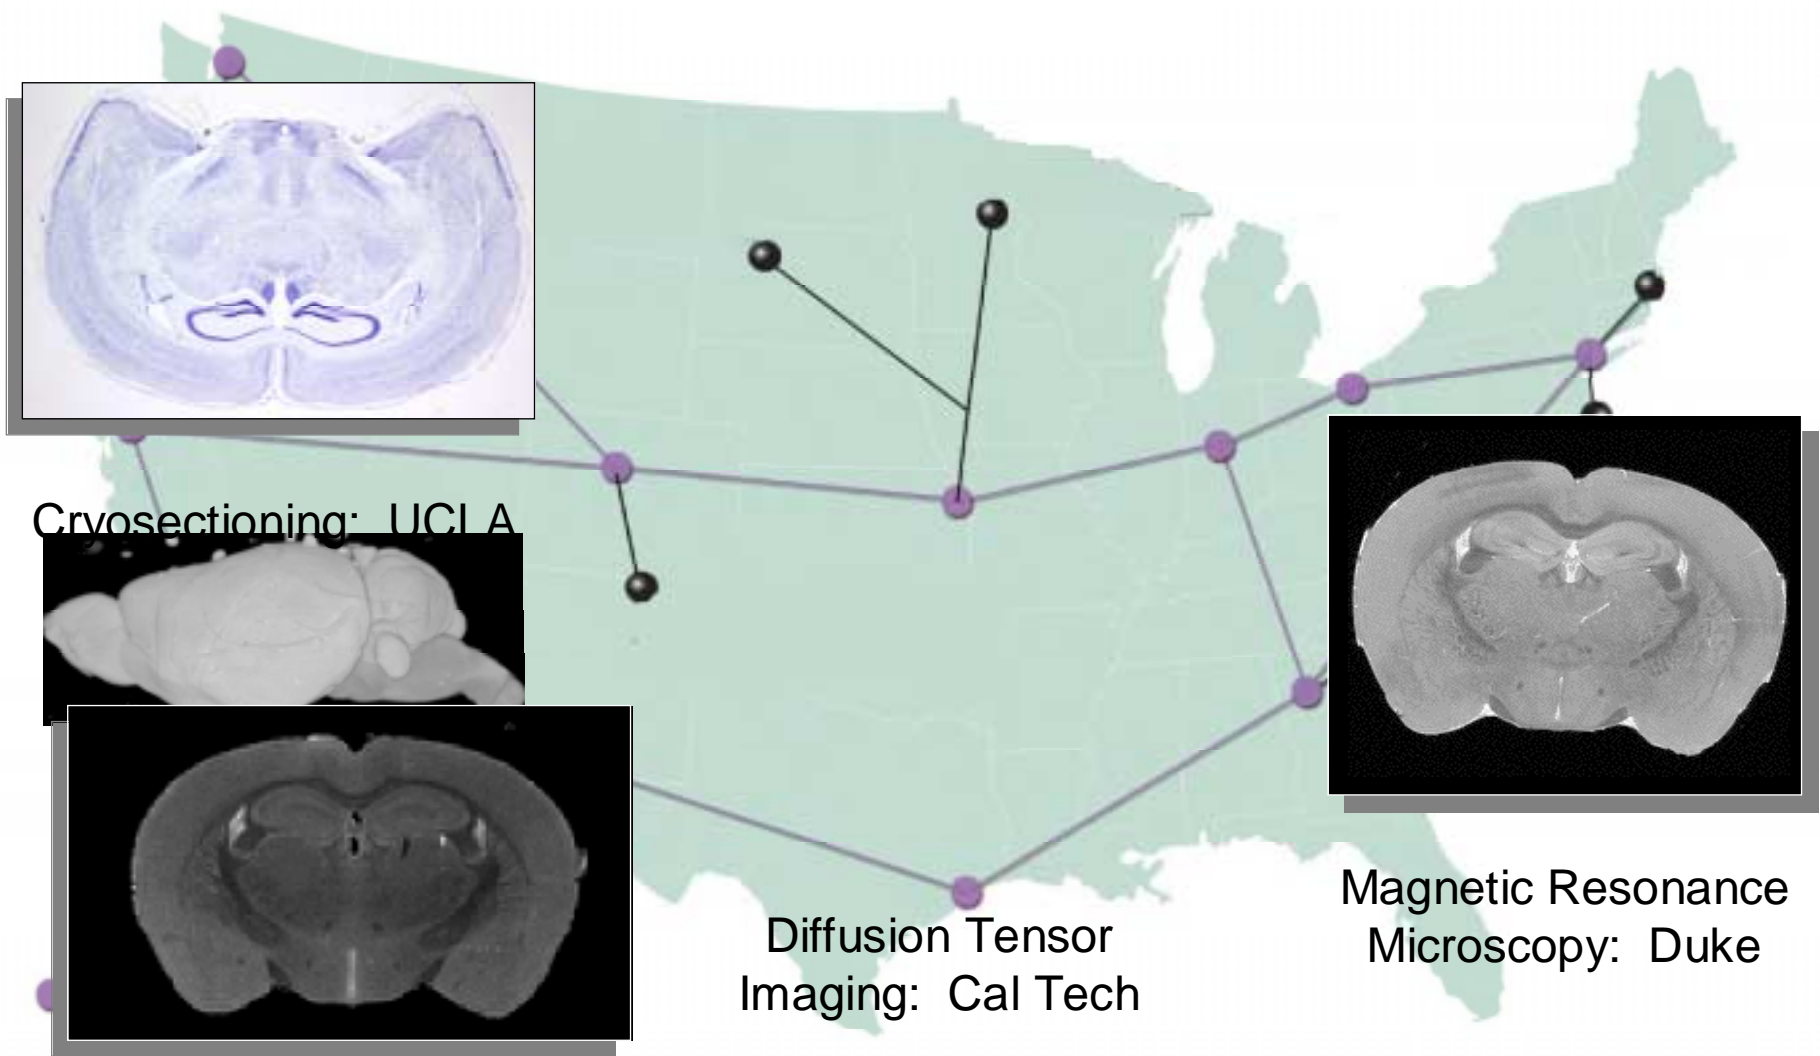 Cryosectioning: UCLA
Diffusion Tensor
Imaging: Cal Tech
Magnetic Resonance
Microscopy: Duke